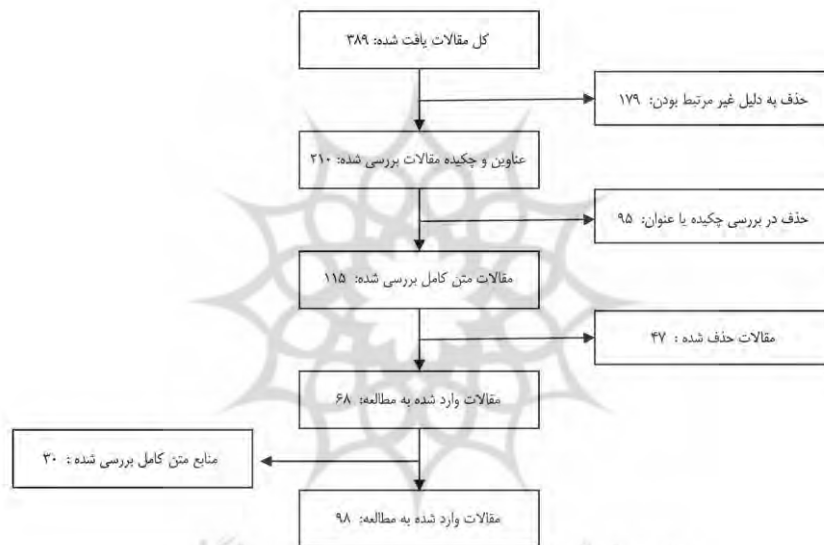 کل مقالات یافت شده: ۳۸۹
حذف به دلیل غیر مرتبط بودن: ۱۷۹
عناوین و چکیده مقالات بررسی شده: ۲۱۰
حذف در بررسی چکیده یا عنوان: ۹۵
مقالات متن کامل بررسی شده: ۱۱۵
مقالات حذف شده : ۴۷
مقالات وارد شده به مطالعه: ۶۸
منابع متن کامل بررسی شده : ۳۰
مقالات وارد شده به مطالعه: ۹۸